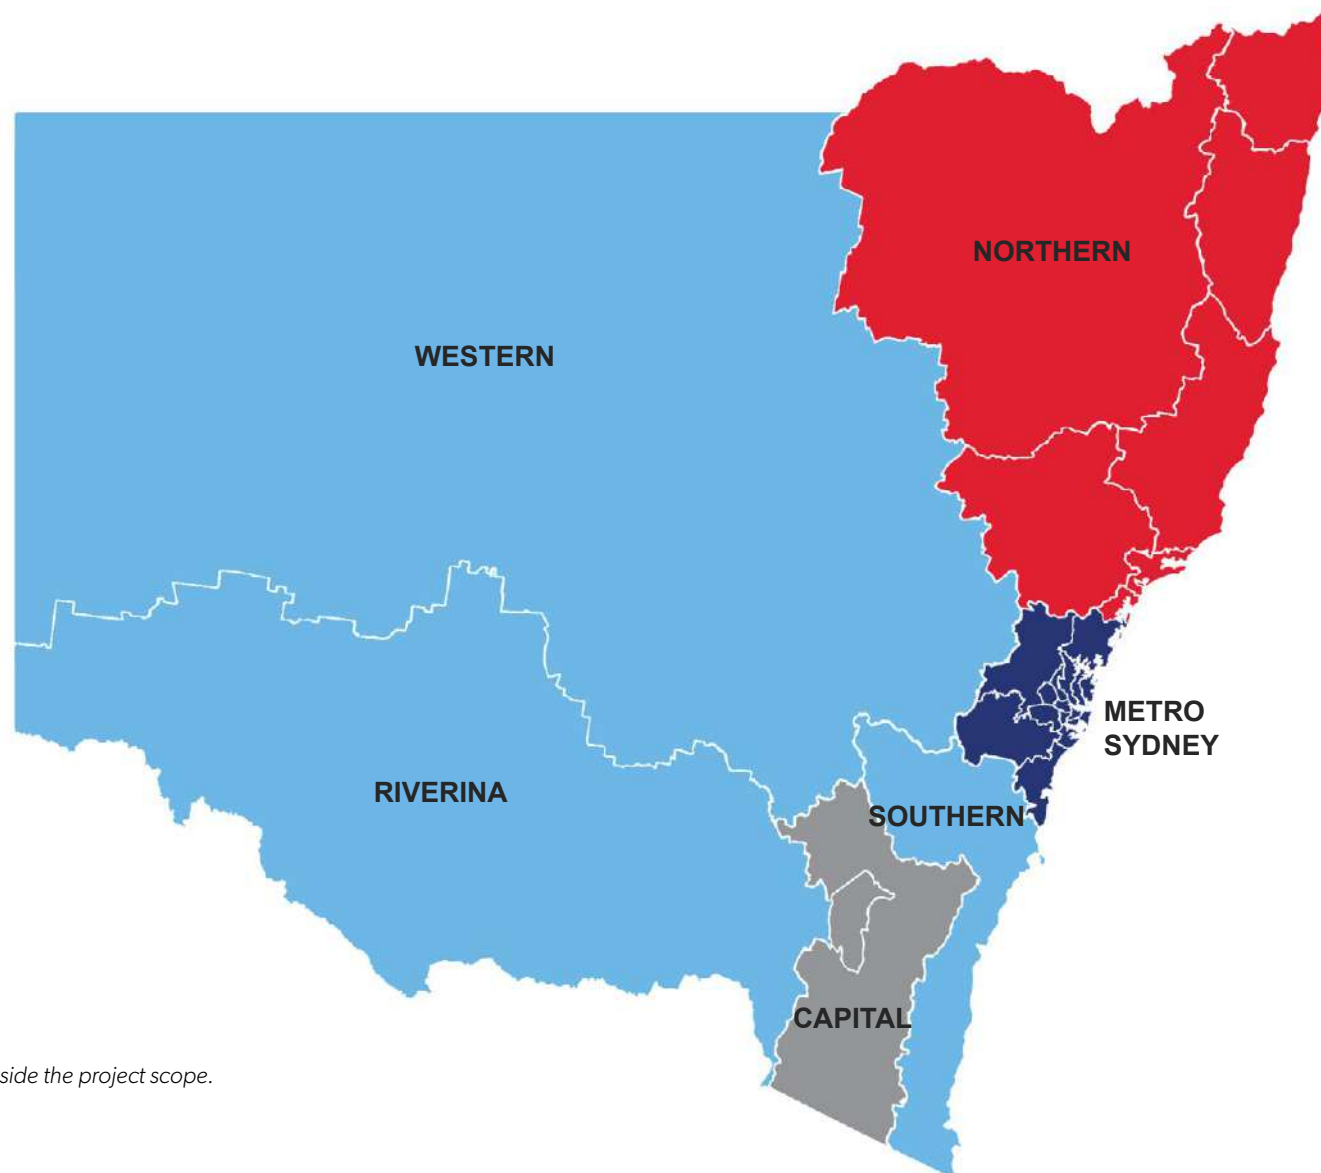 NORTHERN
WESTERN
METRO
SYDNEY
RIVERINA
SOUTHERN
CAPITAL
side the project scope.